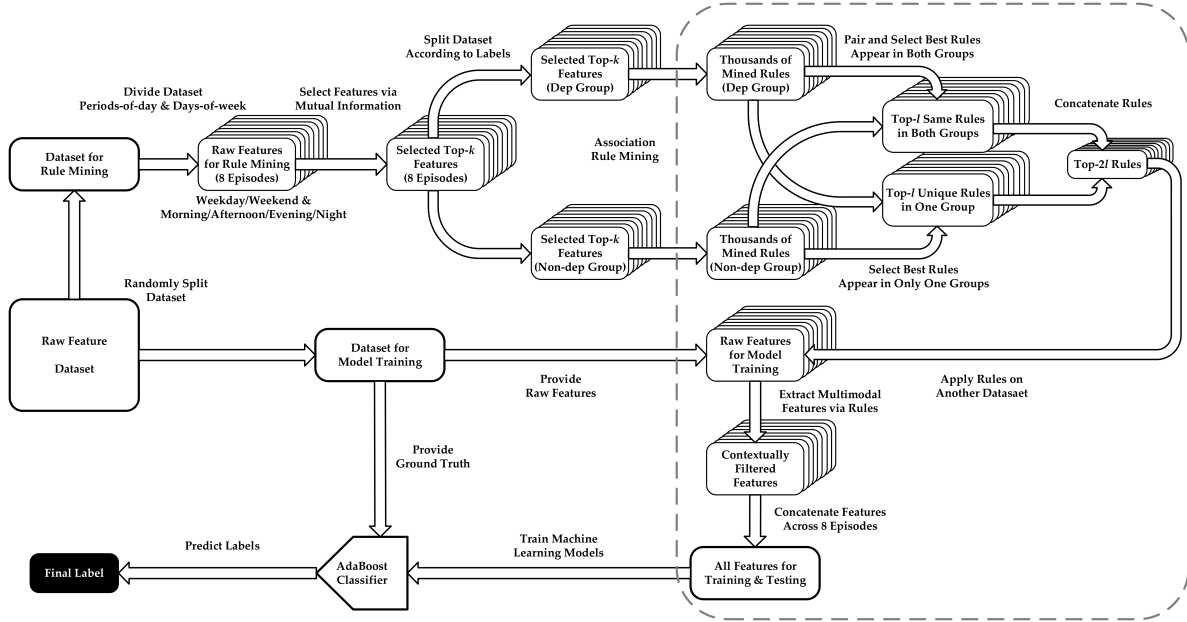 Split Dataset
According to Labels
Selected Top-k
Features
(Dep Group)
Thousands of
Mined Rules
(Dep Group)
Pair and Select Best Rules
Appear in Both Groups
Divide Dataset
Periods-of-day & Days-of-week
Select Features via
Mutual Information
Top-l Same Rules
in Both Groups
Concatenate Rules
Dataset for
Rule Mining
Raw Features
for Rule Mining
(8 Episodes)
Selected Top-k
Features
(8 Episodes)
Association
Rule Mining
Top-2l Rules
Weekday/Weekend &
Morning/Afternoon/Evening/Night
Top-l Unique Rules
in One Group
Selected Top-k
Features
(Non-dep Group)
Thousands of
Mined Rules
(Non-dep Group)
Select Best Rules
Appear in Only One Groups
Randomly Split
Dataset
Raw Feature
Dataset
Dataset for
Model Training
Provide
Raw Features
Raw Features
for Model
Training
Apply Rules on
Another Datasaet
Extract Multimodal
Features via Rules
Provide
Ground Truth
Contextually
Filtered
Features
Concatenate Features
Across 8 Episodes
Final Label
Predict Labels
AdaBoost
Classifier
Train Machine
Learning Models
All Features for
Training & Testing